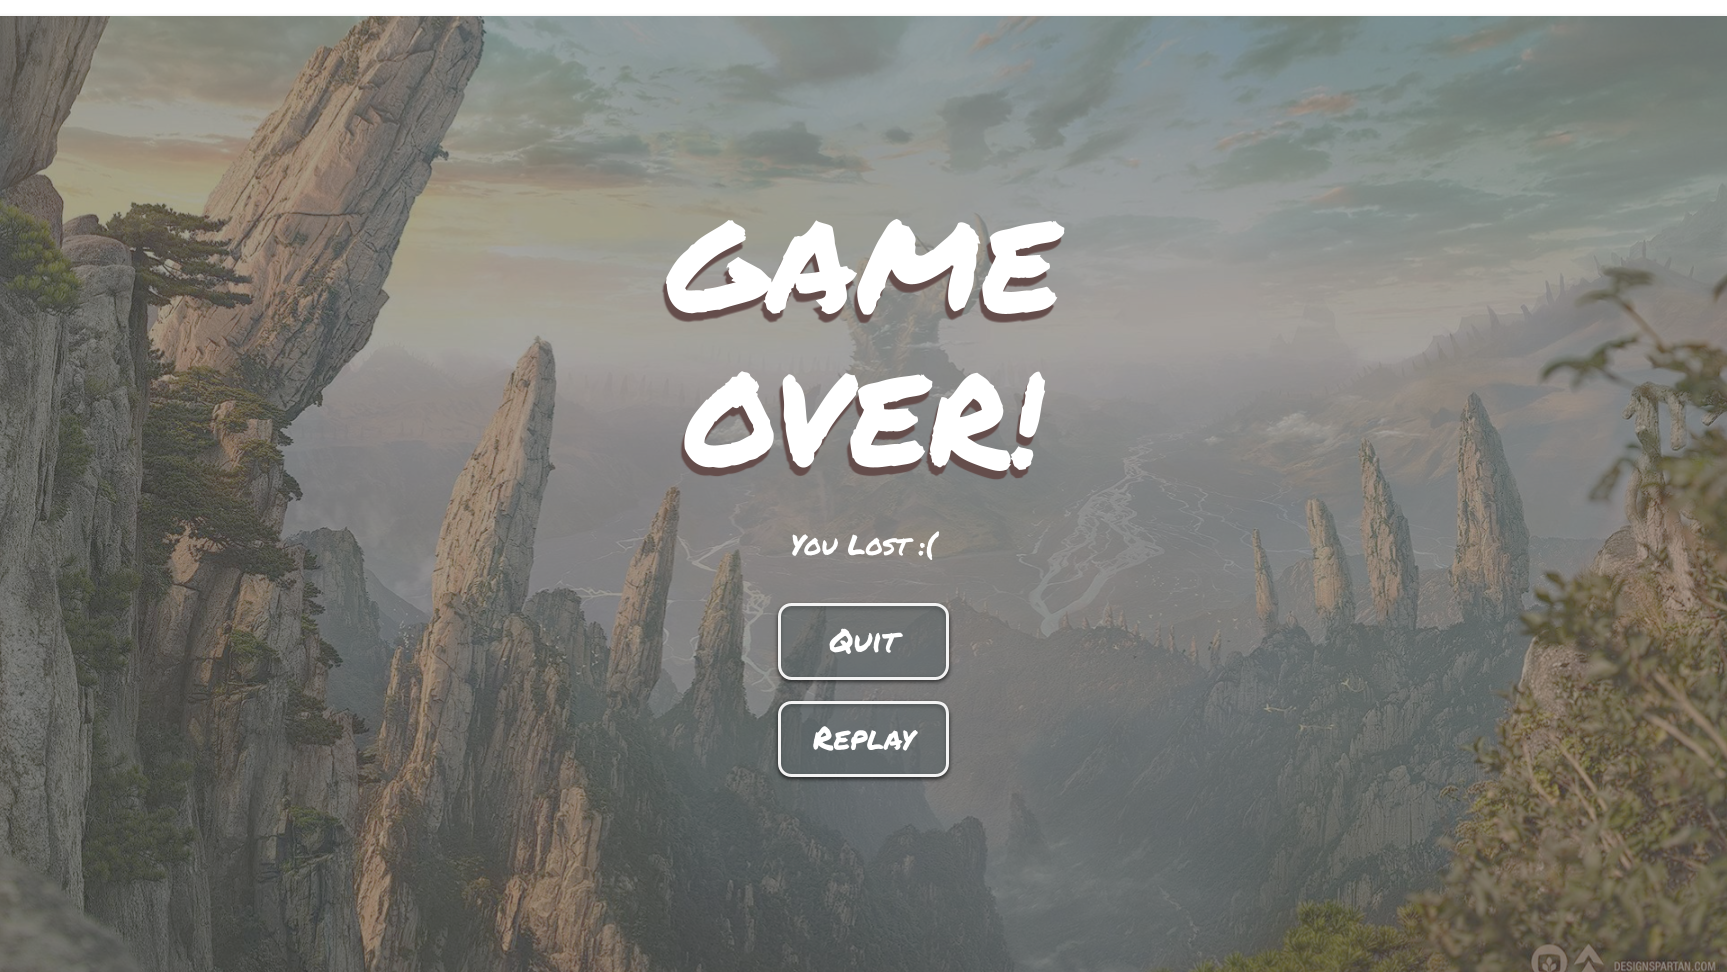 GAME
OVER!
You Lost :(
Quit
Replay
DESIGNSPARTAN.COM